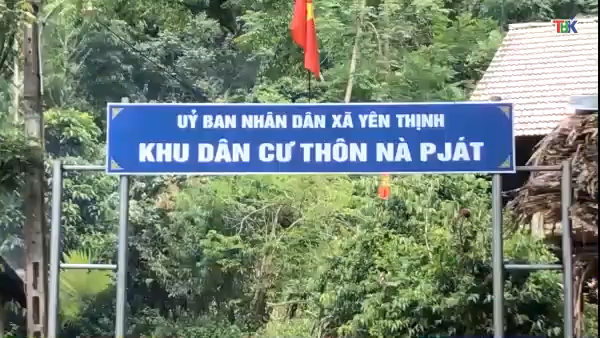 TBK
UỶ BAN NHÂN DÂN XÃ YÊN THỊNH
KHU DÂN CƯ THÔN NÀ PJÁT